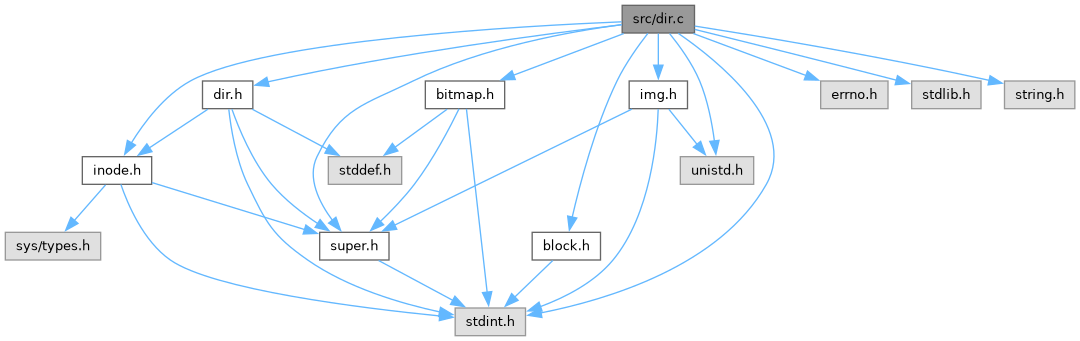 src/dir.c
dir.h
bitmap.h
img.h
errno.h
stdlib.h
string.h
inode.h
stddef.h
unistd.h
sys/types.h
super.h
block.h
stdint.h